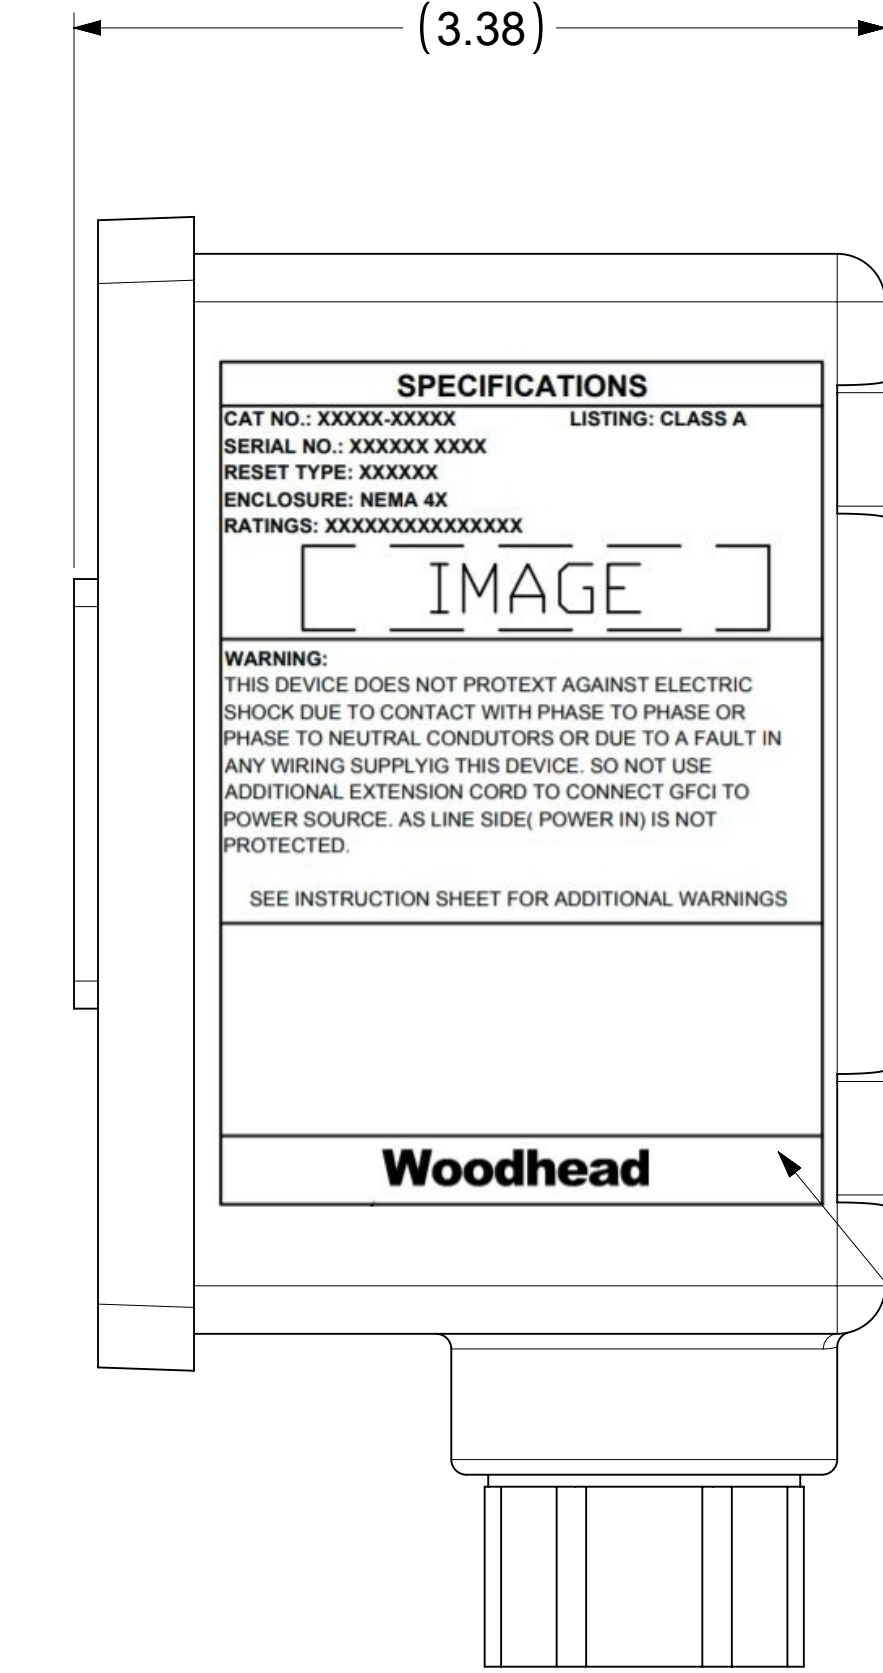 (3.38)
SPECIFICATIONS
CAT NO.: XXXXX-XXXXX LISTING: CLASS A
SERIAL NO.: XXXXXX XXXX
RESET TYPE: XXXXXX
ENCLOSURE: NEMA 4X
RATINGS: XXXXXXXXXXXXXXX
IMAGE
WARNING:
THIS DEVICE DOES NOT PROTEXT AGAINST ELECTRIC
SHOCK DUE TO CONTACT WITH PHASE TO PHASE OR
PHASE TO NEUTRAL CONDUTORS OR DUE TO A FAULT IN
ANY WIRING SUPPLYIG THIS DEVICE. SO NOT USE
ADDITIONAL EXTENSION CORD TO CONNECT GFCI TO
POWER SOURCE. AS LINE SIDE( POWER IN) IS NOT
PROTECTED.
SEE INSTRUCTION SHEET FOR ADDITIONAL WARNINGS
Woodhead